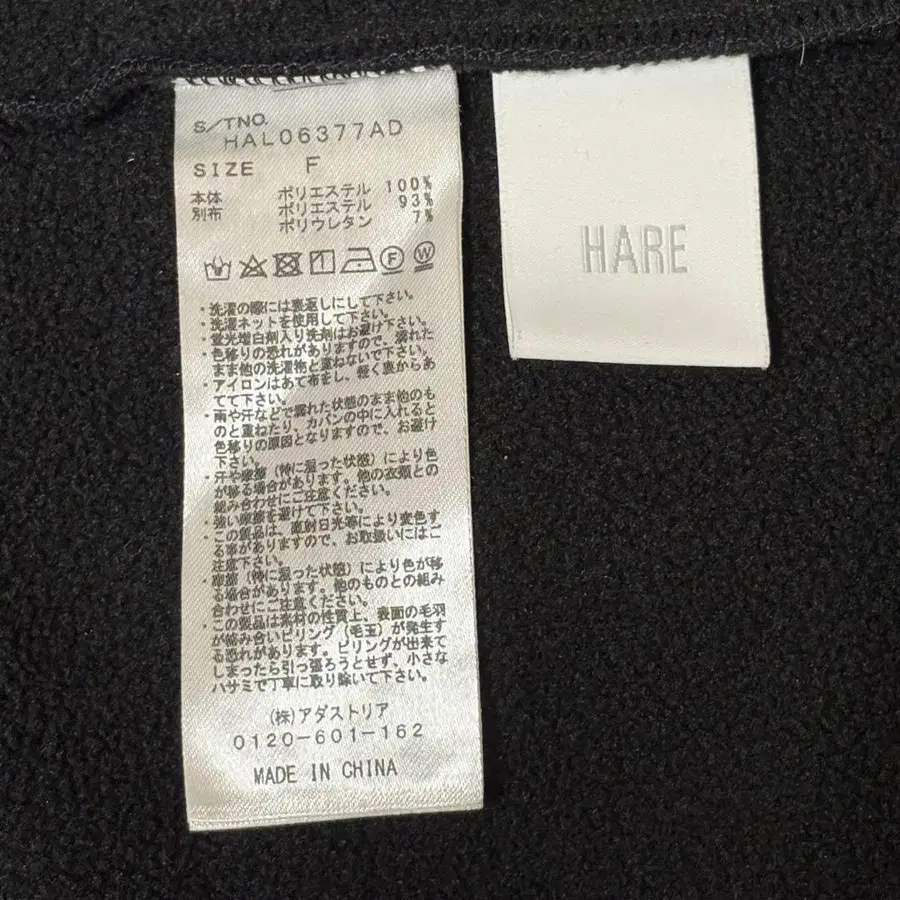 S/TNO.
HAL06377AD
SIZE F
本体 ポリエステル 100%
別布 ポリエステル 93%
ポリウレタン 7%
F W
・洗濯の際には裏返しにして下さい。
・洗濯ネットを使用して下さい。
・蛍光増白剤入り洗剤はお避け下さい。
・色移りの恐れがありますので、濡れた
まま他の洗濯物と重ねないで下さい。
・アイロンはあて布をし、軽く裏からあ
てて下さい。
・雨や汗などで濡れた状態のまま他のも
のと重ねたり、カバンの中に入れると
色移りの原因となりますので、お避け
下さい。
・汗や摩擦（特に湿った状態）により色
が移る場合があります。他の衣類との
組み合わせにご注意ください。
・強い摩擦を避けて下さい。
・この製品は、直射日光等により変色す
る事がありますので、お取扱いにはご
注意下さい。
・摩擦（特に湿った状態）により色が移
る場合があります。他のものとの組み
合わせにご注意ください。
・この製品は素材の性質上、表面の毛羽
が絡み合いピリング（毛玉）が発生す
る恐れがあります。ピリングが出来て
しまったら引っ張ろうとせず、小さな
ハサミで丁寧に取り除いて下さい。
(株)アダストリア
0120-601-162
MADE IN CHINA
HARE